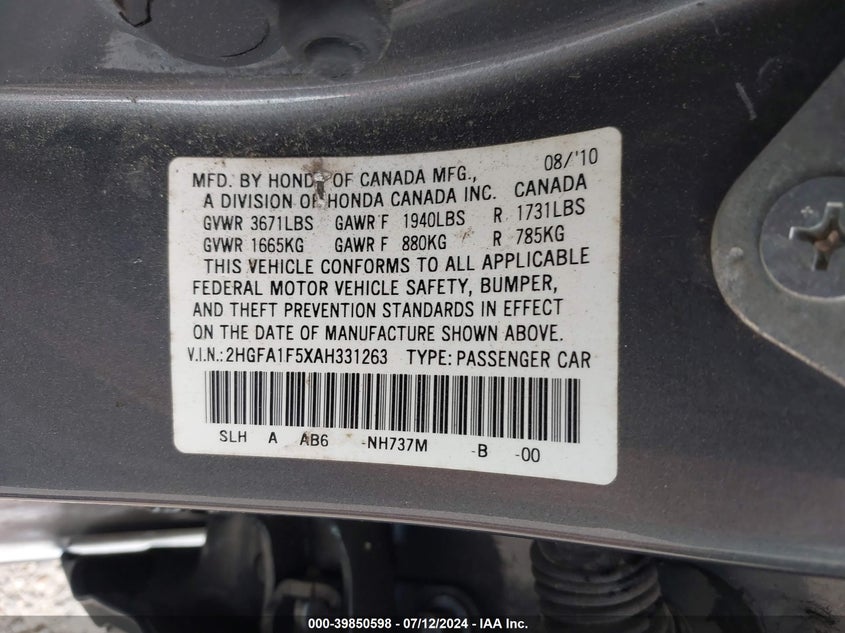 MFD. BY HONDA OF CANADA MFG., 08/'10
A DIVISION OF HONDA CANADA INC. CANADA
GVWR 3671LBS GAWR F 1940LBS R 1731LBS
GVWR 1665KG GAWR F 880KG R 785KG
THIS VEHICLE CONFORMS TO ALL APPLICABLE
FEDERAL MOTOR VEHICLE SAFETY, BUMPER,
AND THEFT PREVENTION STANDARDS IN EFFECT
ON THE DATE OF MANUFACTURE SHOWN ABOVE.
V.I.N.:2HGFA1F5XAH331263 TYPE:PASSENGER CAR
SLH A AB6 -NH737M -B -00
000-39850598 - 07/12/2024 - IAA Inc.